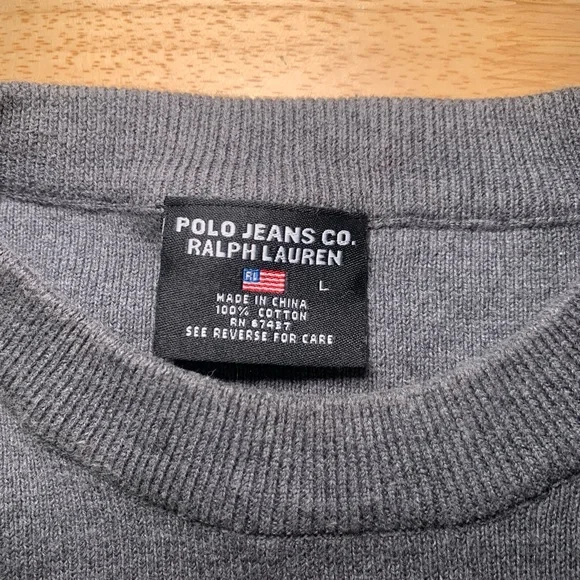 POLO JEANS CO.
RALPH LAUREN
RL L
MADE IN CHINA
100% COTTON
RN 67437
SEE REVERSE FOR CARE